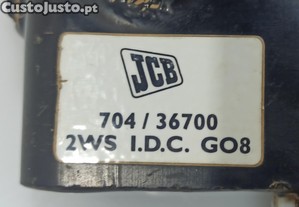 CustoJusto.pt
JCB
704 / 36700
2WS I.D.C. GO8